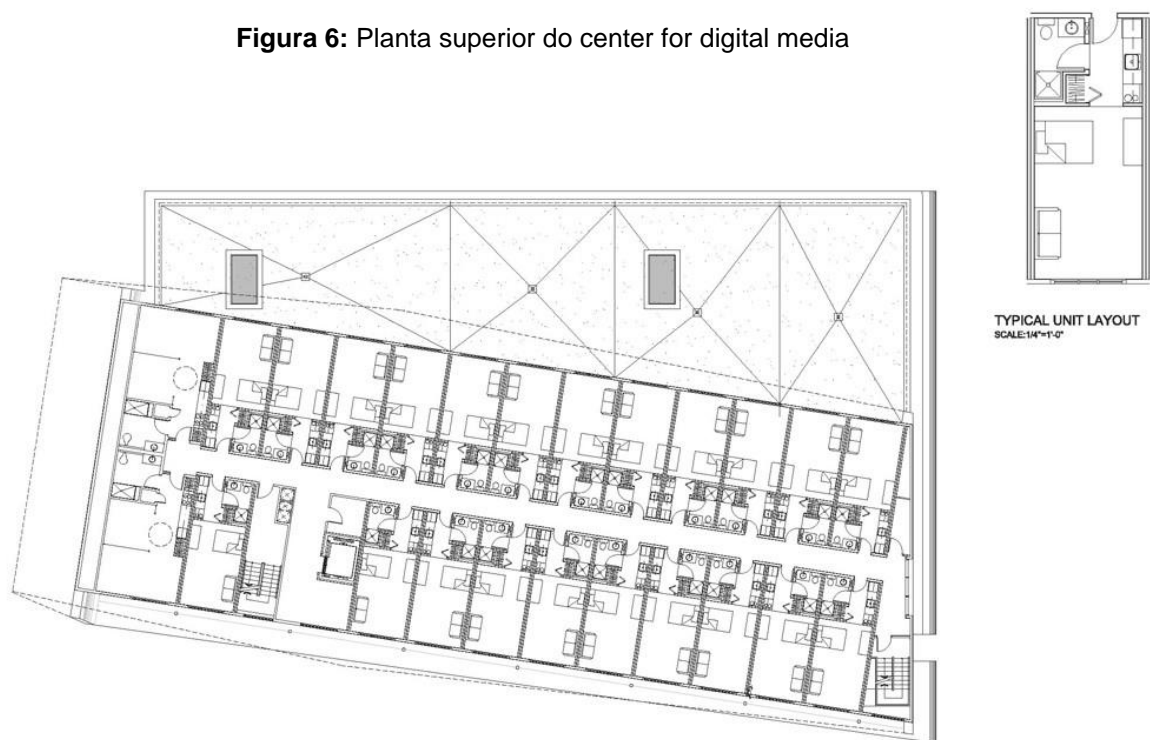 Figura 6: Planta superior do center for digital media
TYPICAL UNIT LAYOUT
SCALE:1/4"=1'-0"